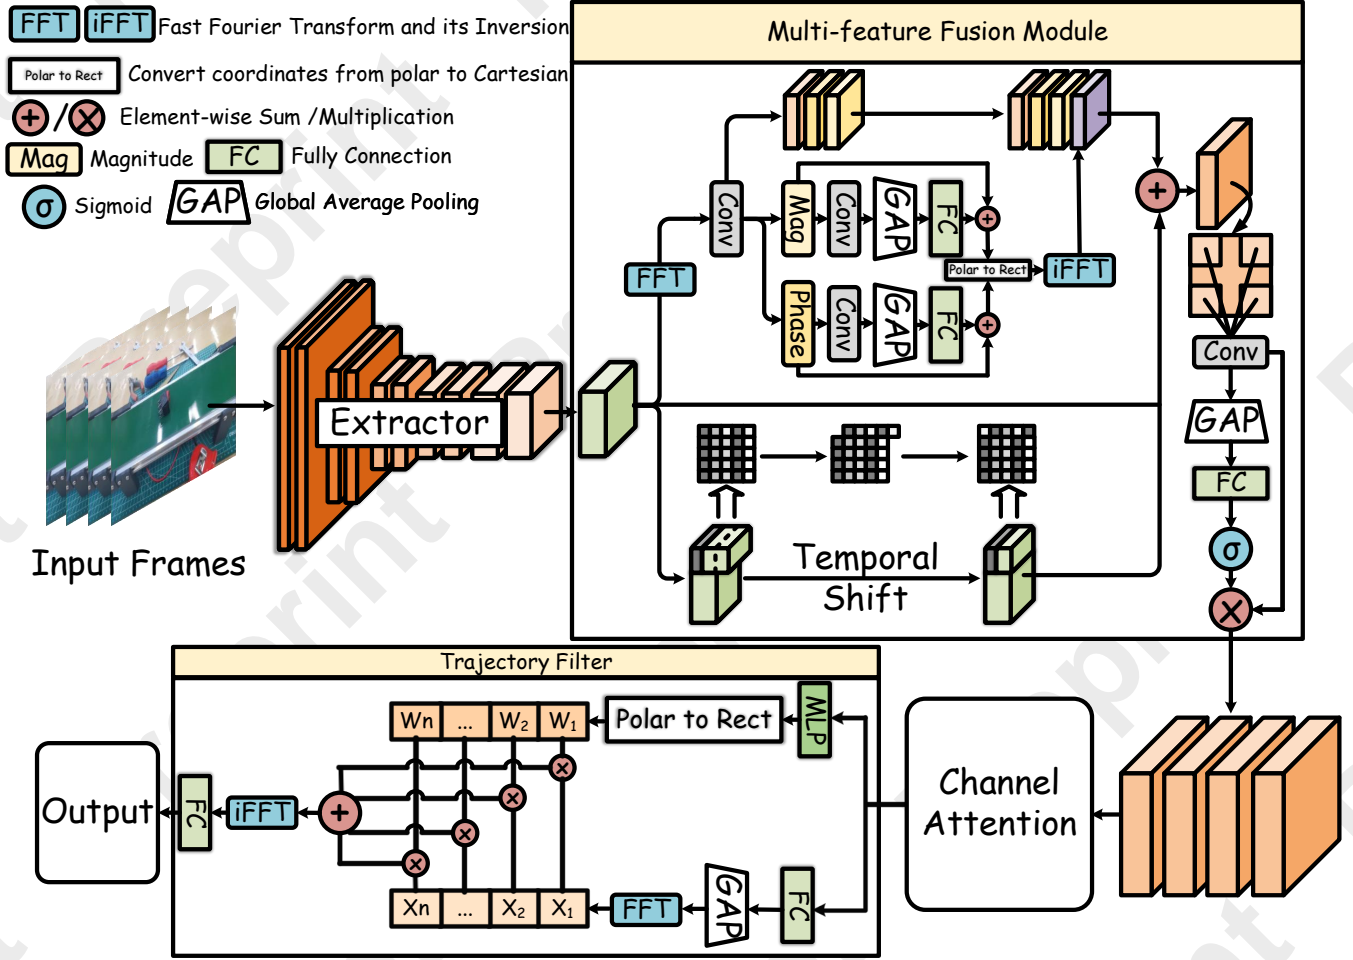 FFT iFFT Fast Fourier Transform and its Inversion
Polar to Rect Convert coordinates from polar to Cartesian
+ / × Element-wise Sum /Multiplication
Mag Magnitude FC Fully Connection
σ Sigmoid GAP Global Average Pooling
Multi-feature Fusion Module
FFT
Conv
Mag
Conv
GAP
FC
+
Polar to Rect
iFFT
Phase
Conv
GAP
FC
+
+
Conv
GAP
FC
σ
×
Input Frames
Extractor
Temporal
Shift
Trajectory Filter
Wn ... W₂ W₁
Polar to Rect
MLP
×
×
×
×
+
Xn ... X₂ X₁
FFT
GAP
FC
iFFT
FC
Output
Channel
Attention
preprint